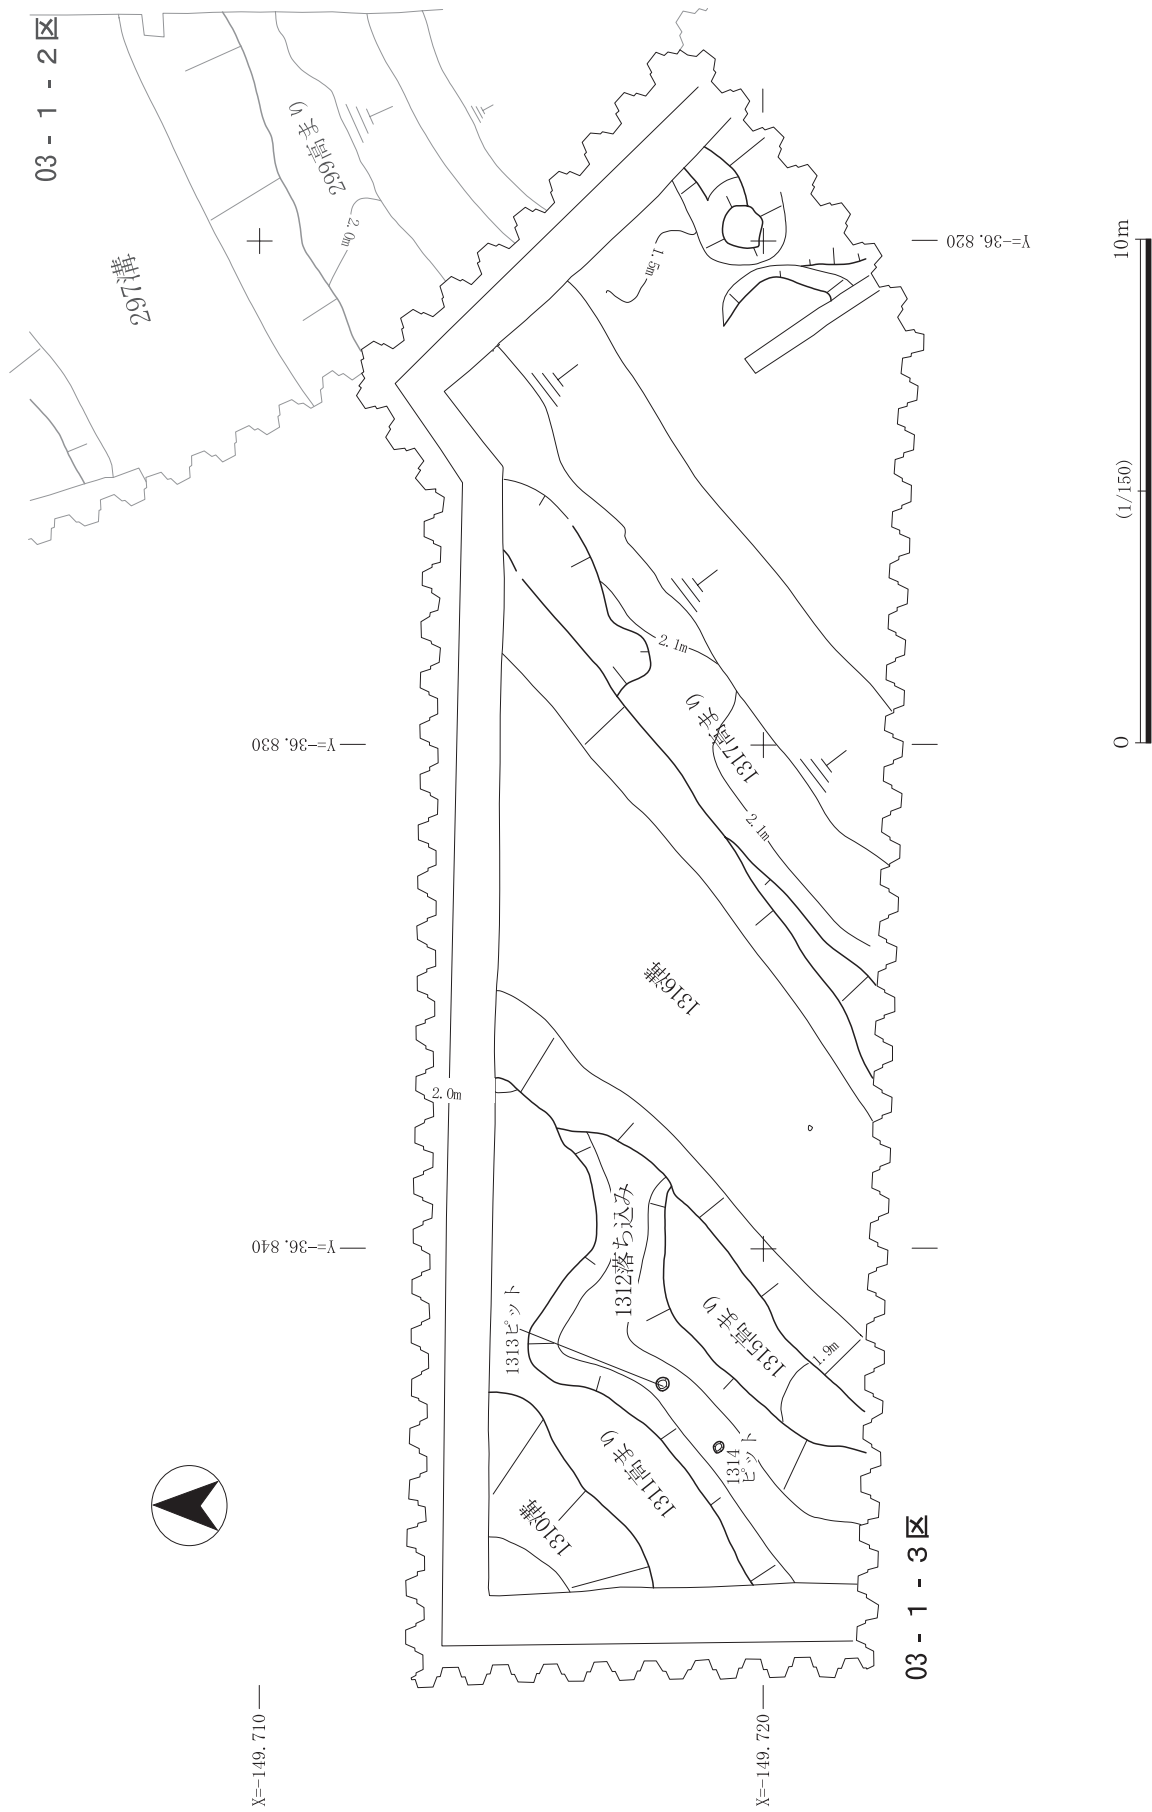 03 - 1 - 2区
297溝
299高まり
2.0m
1.5m
Y=-36.820
10m
(1/150)
0
2.1m
1317高まり
2.1m
Y=-36.830
1316溝
2.0m
Y=-36.840
1312落ち込み
1313ピット
1315高まり
1.9m
1314
ピット
1311高まり
1310溝
03 - 1 - 3区
X=-149.710
X=-149.720